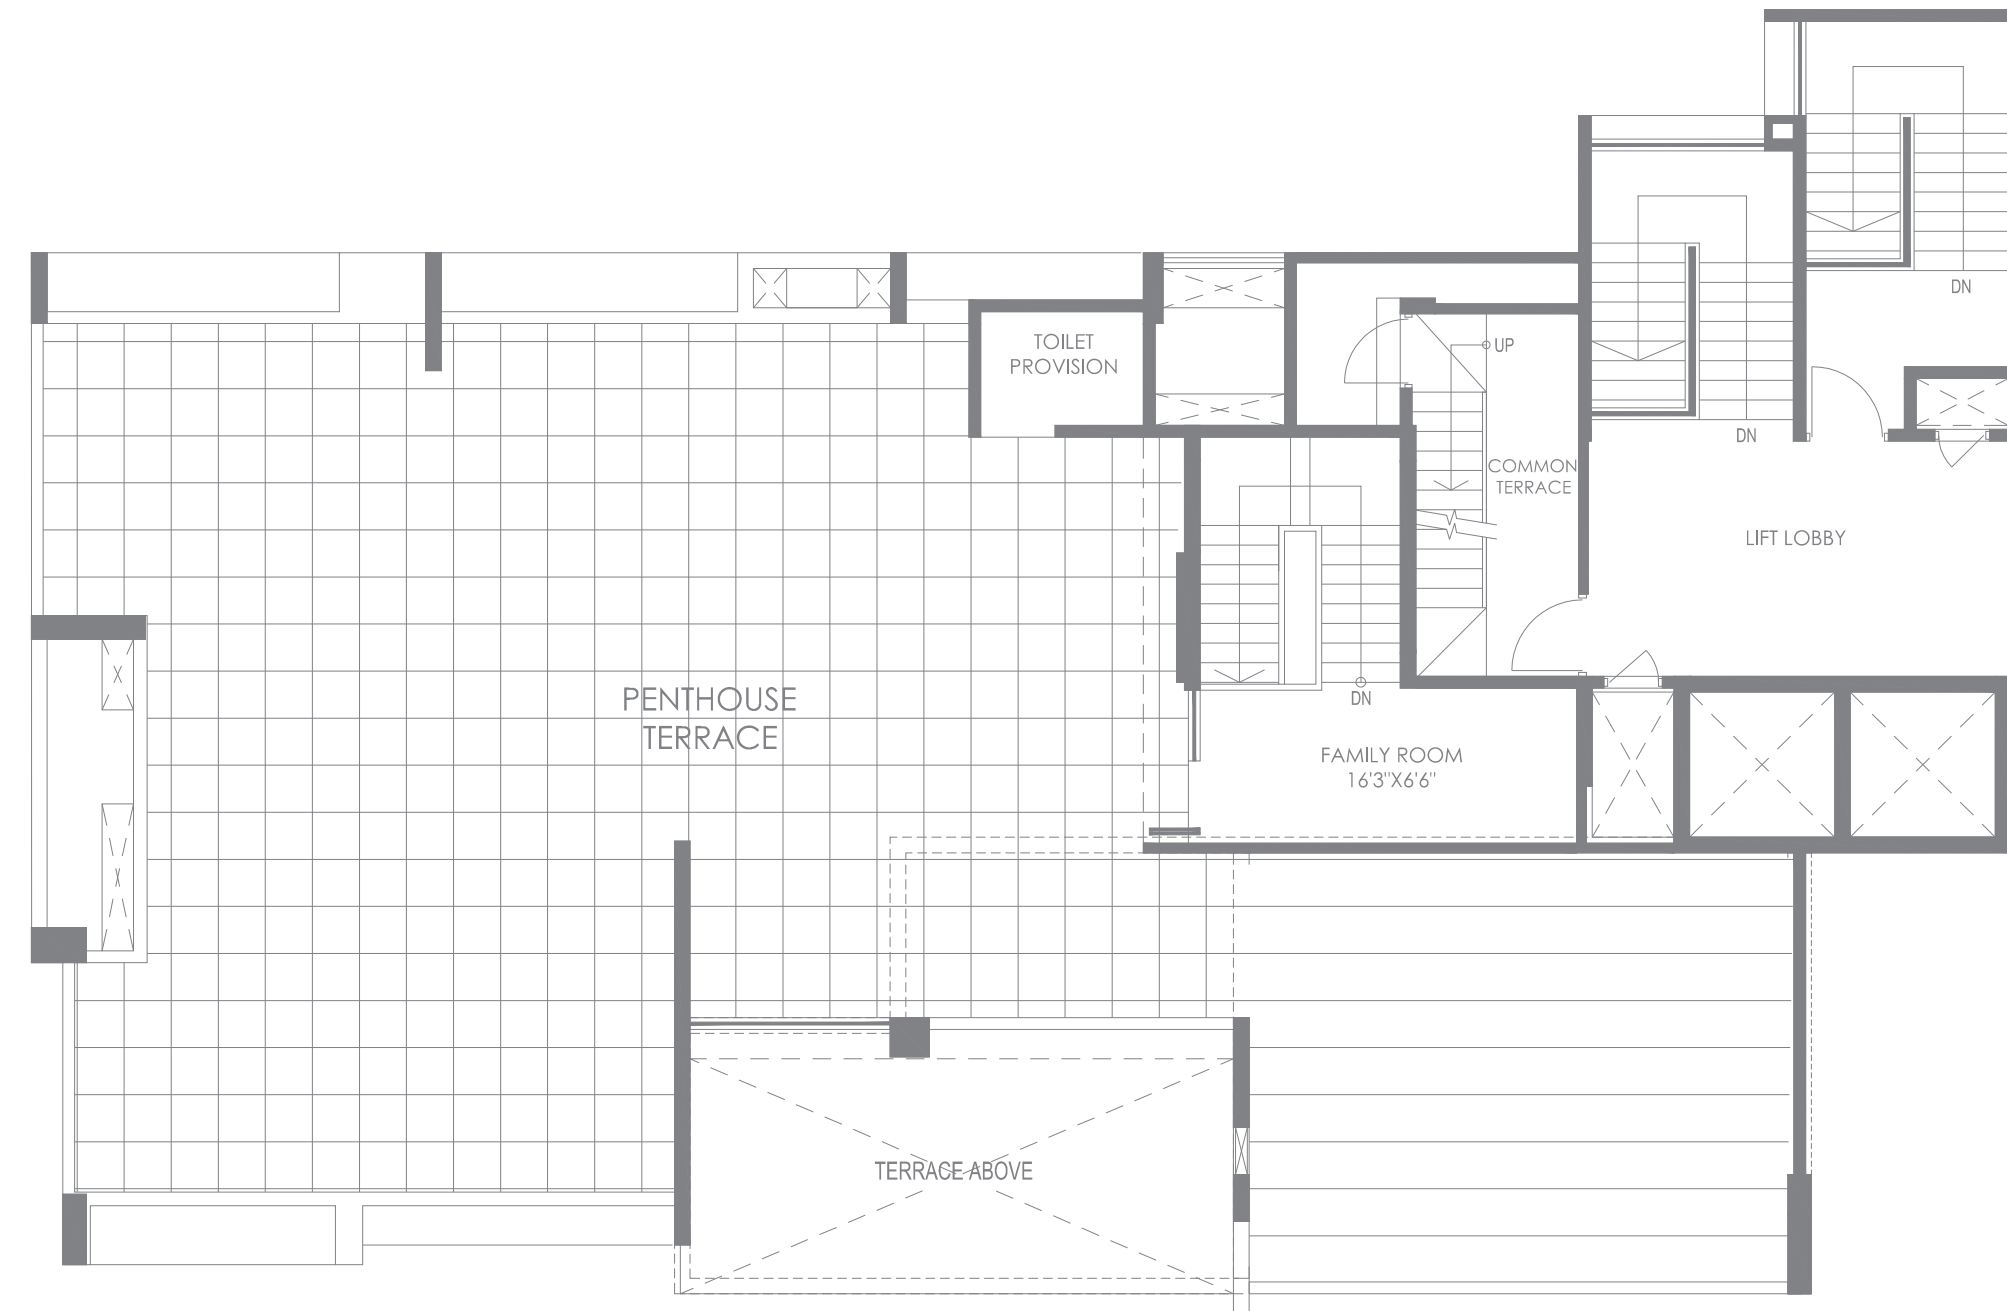 DN
TOILET
PROVISION
UP
DN
COMMON
TERRACE
LIFT LOBBY
PENTHOUSE
TERRACE
DN
FAMILY ROOM
16'3"X6'6"
TERRACE ABOVE